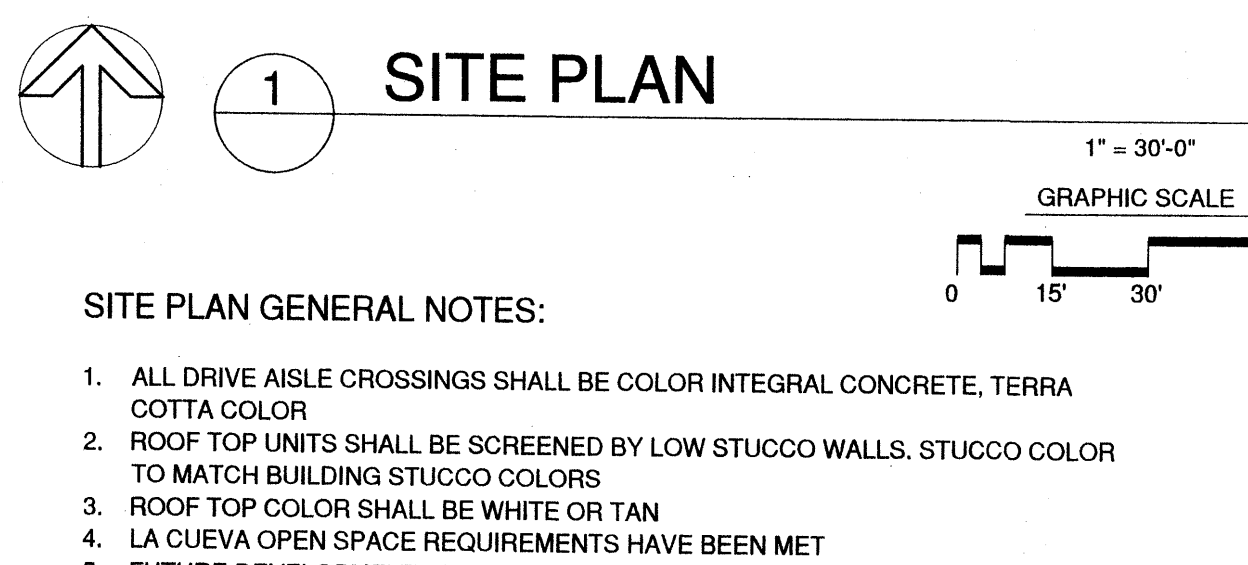 1
SITE PLAN
1" = 30'-0"
GRAPHIC SCALE
0 15' 30'
SITE PLAN GENERAL NOTES:
1. ALL DRIVE AISLE CROSSINGS SHALL BE COLOR INTEGRAL CONCRETE, TERRA
COTTA COLOR
2. ROOF TOP UNITS SHALL BE SCREENED BY LOW STUCCO WALLS. STUCCO COLOR
TO MATCH BUILDING STUCCO COLORS
3. ROOF TOP COLOR SHALL BE WHITE OR TAN
4. LA CUEVA OPEN SPACE REQUIREMENTS HAVE BEEN MET